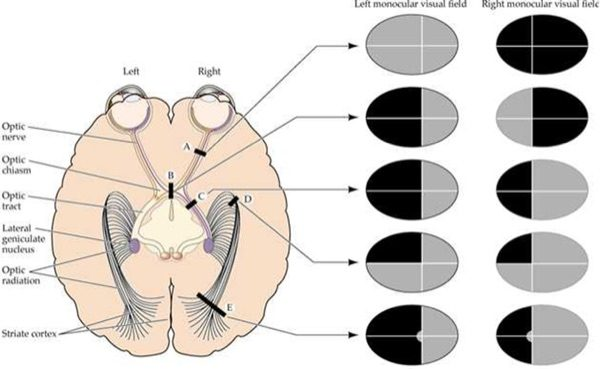 Left monocular visual field
Right monocular visual field
Left
Right
Optic
nerve
Optic
chiasm
Optic
tract
Lateral
geniculate
nucleus
Optic
radiation
Striate cortex
A
B
C
D
E